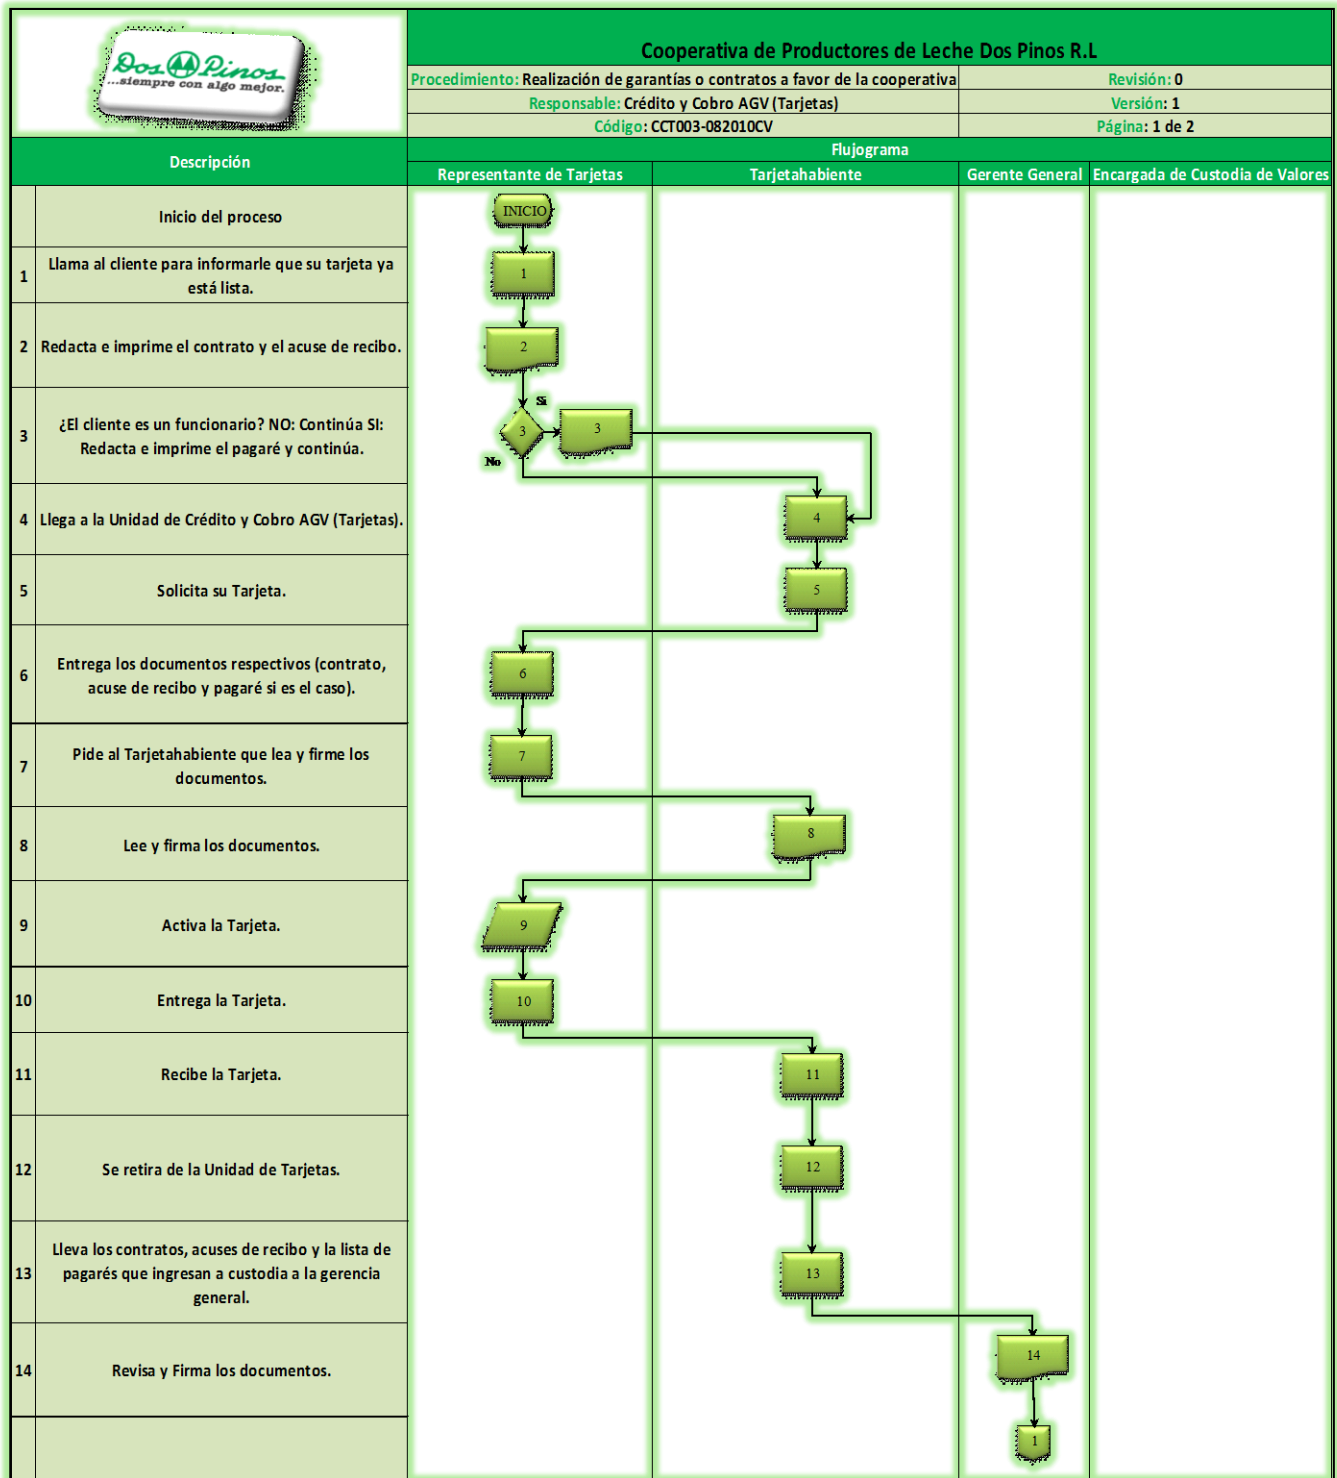 Dos Pinos
...siempre con algo mejor.
Cooperativa de Productores de Leche Dos Pinos R.L
Procedimiento: Realización de garantías o contratos a favor de la cooperativa
Revisión: 0
Responsable: Crédito y Cobro AGV (Tarjetas)
Versión: 1
Código: CCT003-082010CV
Página: 1 de 2
Descripción
Flujograma
Representante de Tarjetas
Tarjetahabiente
Gerente General
Encargada de Custodia de Valores
Inicio del proceso
INICIO
1
Llama al cliente para informarle que su tarjeta ya
está lista.
1
2
Redacta e imprime el contrato y el acuse de recibo.
2
3
¿El cliente es un funcionario? NO: Continúa SI:
Redacta e imprime el pagaré y continúa.
Si
3
3
No
4
Llega a la Unidad de Crédito y Cobro AGV (Tarjetas).
4
5
Solicita su Tarjeta.
5
6
Entrega los documentos respectivos (contrato,
acuse de recibo y pagaré si es el caso).
6
7
Pide al Tarjetahabiente que lea y firme los
documentos.
7
8
Lee y firma los documentos.
8
9
Activa la Tarjeta.
9
10
Entrega la Tarjeta.
10
11
Recibe la Tarjeta.
11
12
Se retira de la Unidad de Tarjetas.
12
13
Lleva los contratos, acuses de recibo y la lista de
pagarés que ingresan a custodia a la gerencia
general.
13
14
Revisa y Firma los documentos.
14
1